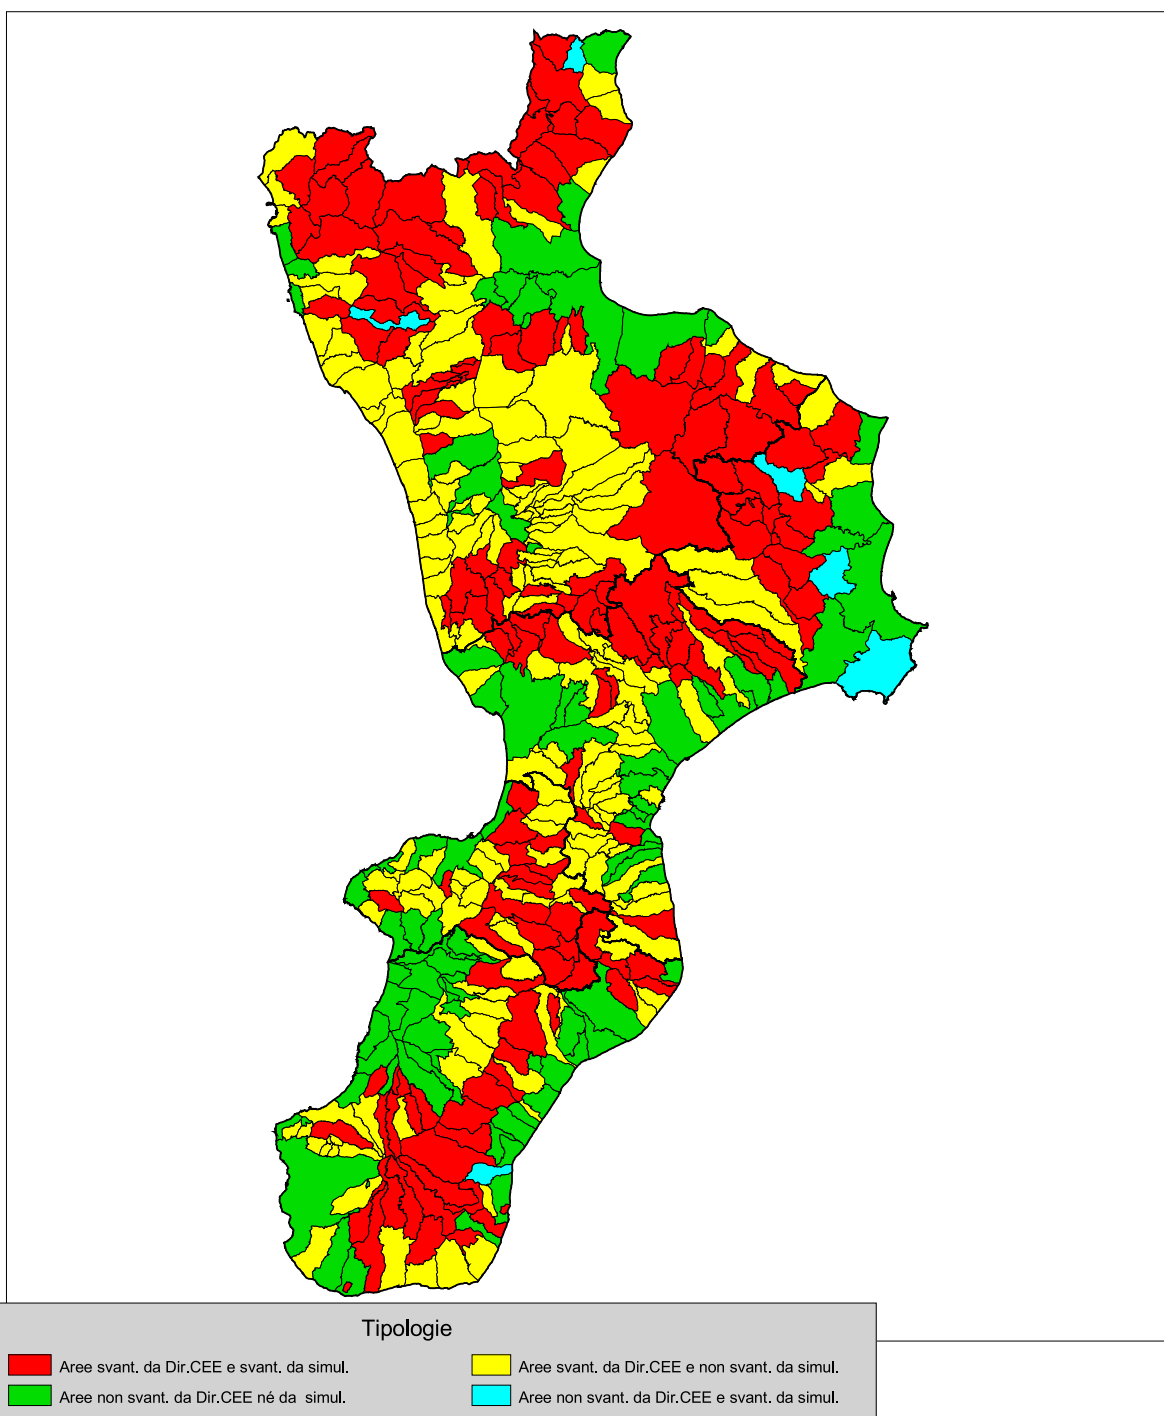 Tipologie
Aree svant. da Dir.CEE e svant. da simul.
Aree svant. da Dir.CEE e non svant. da simul.
Aree non svant. da Dir.CEE né da simul.
Aree non svant. da Dir.CEE e svant. da simul.